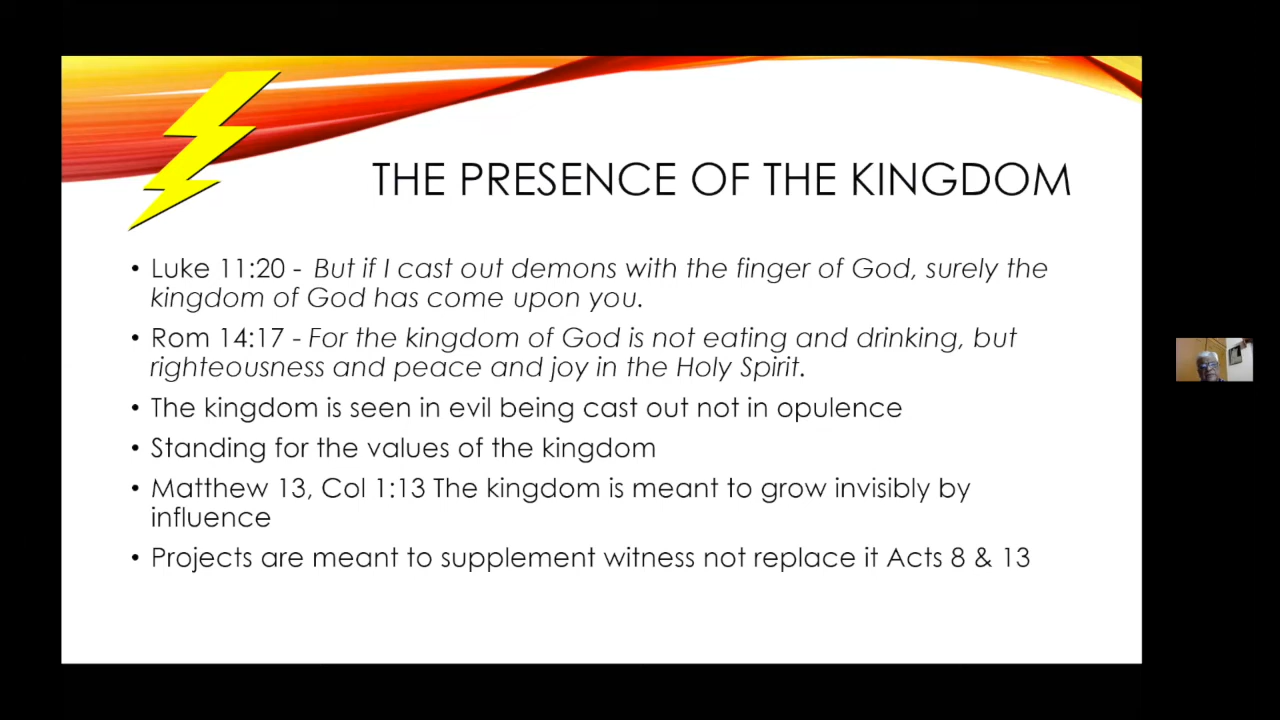 THE PRESENCE OF THE KINGDOM
• Luke 11:20 - But if I cast out demons with the finger of God, surely the
kingdom of God has come upon you.
• Rom 14:17 - For the kingdom of God is not eating and drinking, but
righteousness and peace and joy in the Holy Spirit.
• The kingdom is seen in evil being cast out not in opulence
• Standing for the values of the kingdom
• Matthew 13, Col 1:13 The kingdom is meant to grow invisibly by
influence
• Projects are meant to supplement witness not replace it Acts 8 & 13